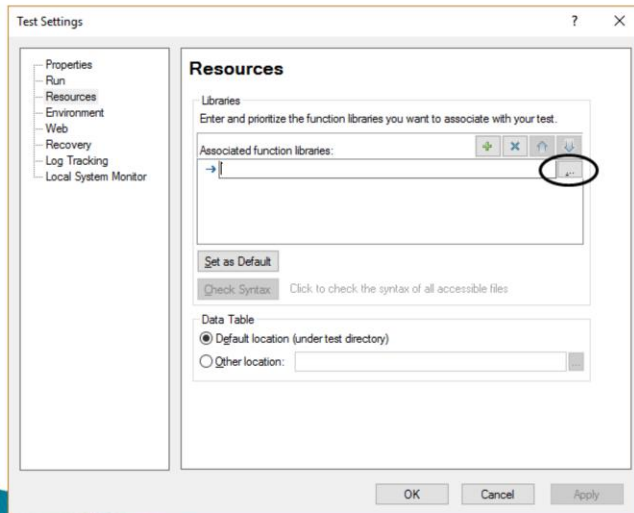 Test Settings ? ×
Properties
Run
Resources
Environment
Web
Recovery
Log Tracking
Local System Monitor
Resources
Libraries
Enter and prioritize the function libraries you want to associate with your test.
Associated function libraries:
...
Set as Default
Check Syntax Click to check the syntax of all accessible files
Data Table
Default location (under test directory)
Other location: ...
OK Cancel Apply